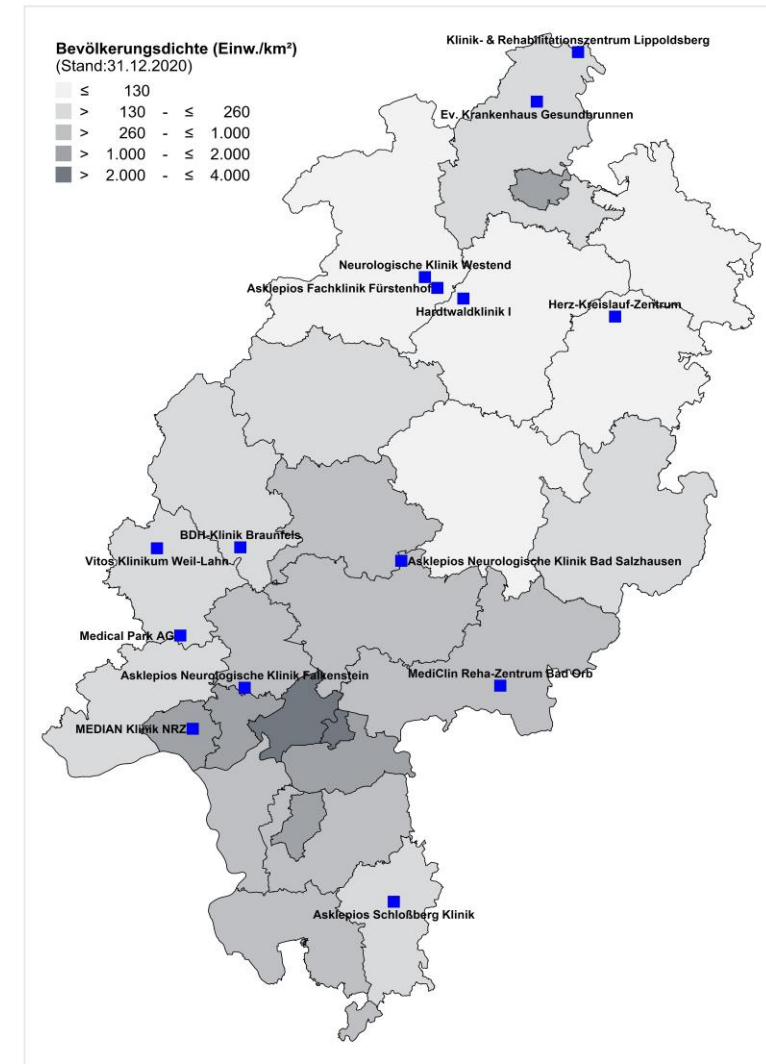 Bevölkerungsdichte (Einw./km²)
(Stand:31.12.2020)
≤ 130
> 130 - ≤ 260
> 260 - ≤ 1.000
> 1.000 - ≤ 2.000
> 2.000 - ≤ 4.000
Klinik- & Rehabilitationszentrum Lippoldsberg
Ev. Krankenhaus Gesundbrunnen
Neurologische Klinik Westend
Asklepios Fachklinik Fürstenhof
Hardtwaldklinik I
Herz-Kreislauf-Zentrum
BDH-Klinik Braunfels
Vitos Klinikum Weil-Lahn
Asklepios Neurologische Klinik Bad Salzhausen
Medical Park AG
Asklepios Neurologische Klinik Falkenstein
MediClin Reha-Zentrum Bad Orb
MEDIAN Klinik NRZ
Asklepios Schloßberg Klinik